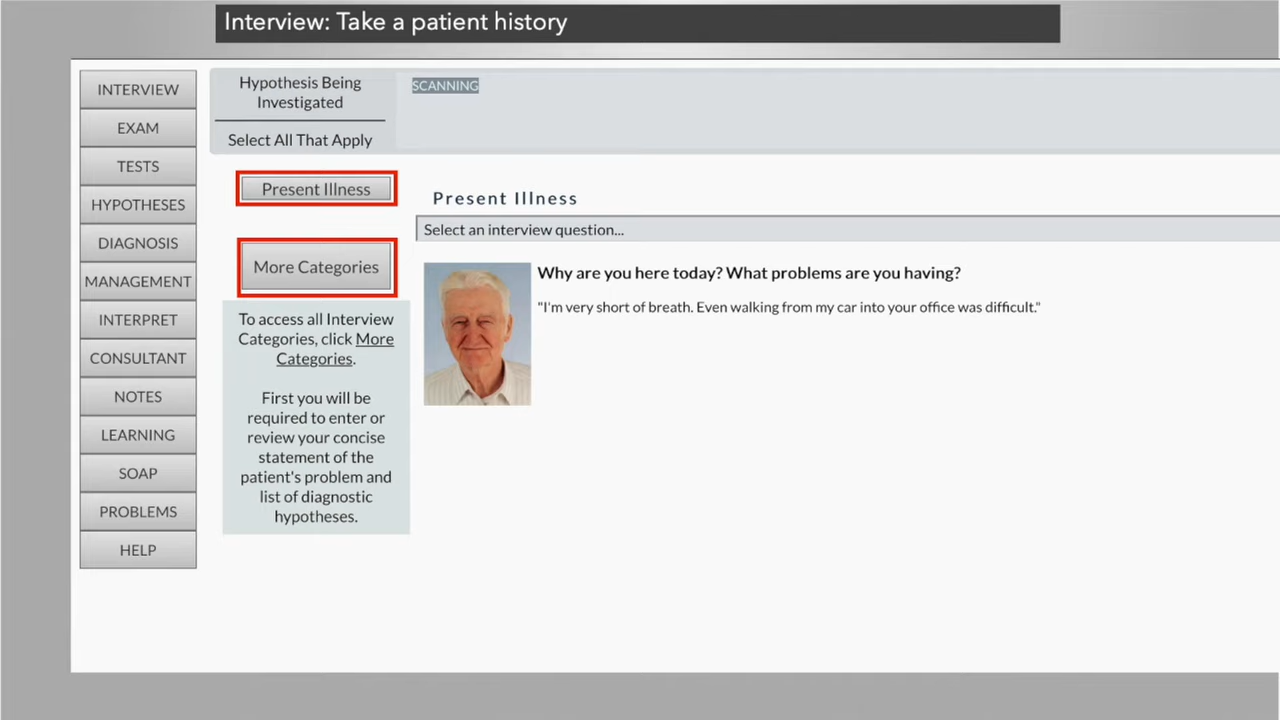 Interview: Take a patient history
INTERVIEW
EXAM
TESTS
HYPOTHESES
DIAGNOSIS
MANAGEMENT
INTERPRET
CONSULTANT
NOTES
LEARNING
SOAP
PROBLEMS
HELP
Hypothesis Being
Investigated
Select All That Apply
SCANNING
Present Illness
More Categories
To access all Interview
Categories, click More
Categories.
First you will be
required to enter or
review your concise
statement of the
patient's problem and
list of diagnostic
hypotheses.
Present Illness
Select an interview question...
Why are you here today? What problems are you having?
"I'm very short of breath. Even walking from my car into your office was difficult."